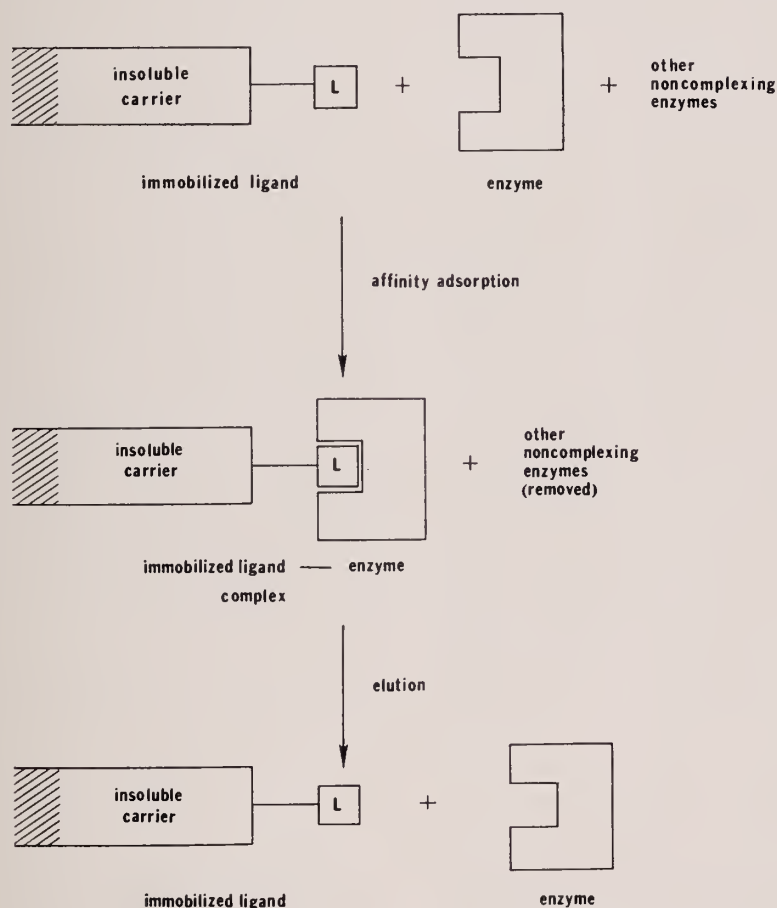 insoluble
carrier
L
+
+
other
noncomplexing
enzymes
immobilized ligand
enzyme
affinity adsorption
insoluble
carrier
L
+
other
noncomplexing
enzymes
(removed)
immobilized ligand — enzyme
complex
elution
insoluble
carrier
L
+
immobilized ligand
enzyme